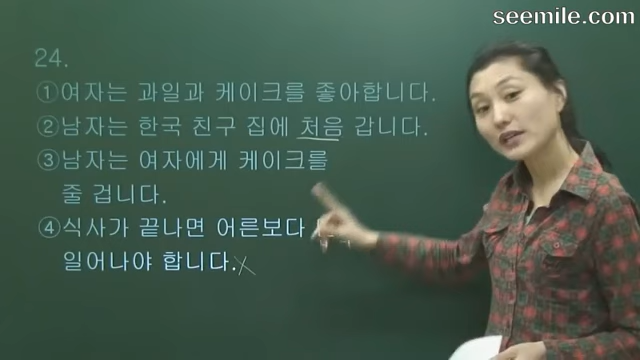 seemile.com
24.
①여자는 과일과 케이크를 좋아합니다.
②남자는 한국 친구 집에 처음 갑니다.
③남자는 여자에게 케이크를
줄 겁니다.
④식사가 끝나면 어른보다
일어나야 합니다.